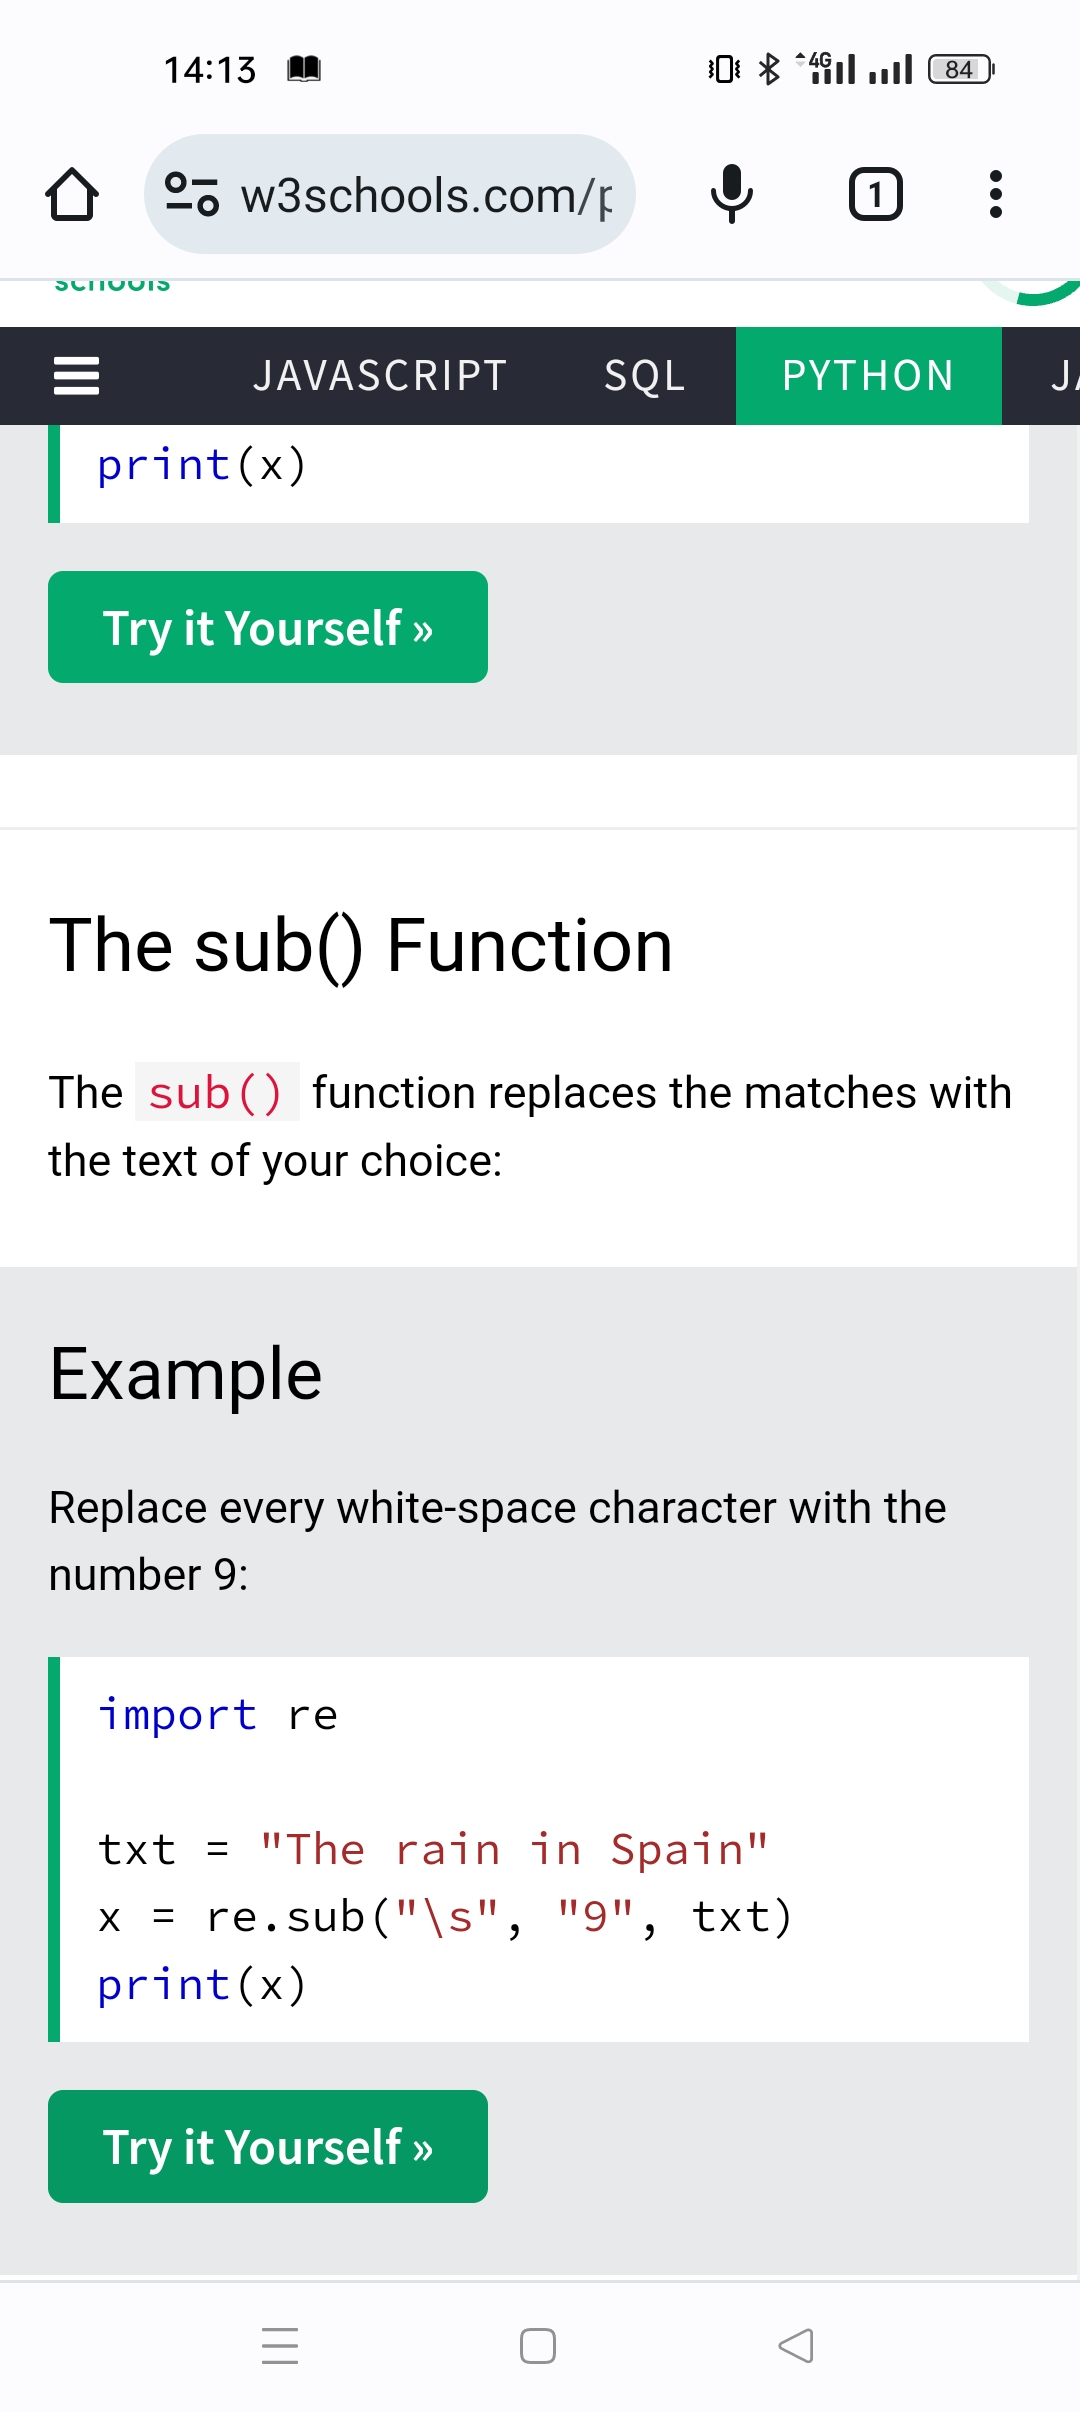 14:13 4G 84
w3schools.com/p
schools
JAVASCRIPT SQL PYTHON JA
print(x)
Try it Yourself »
The sub() Function
The sub() function replaces the matches with
the text of your choice:
Example
Replace every white-space character with the
number 9:
import re
txt = "The rain in Spain"
x = re.sub("\s", "9", txt)
print(x)
Try it Yourself »